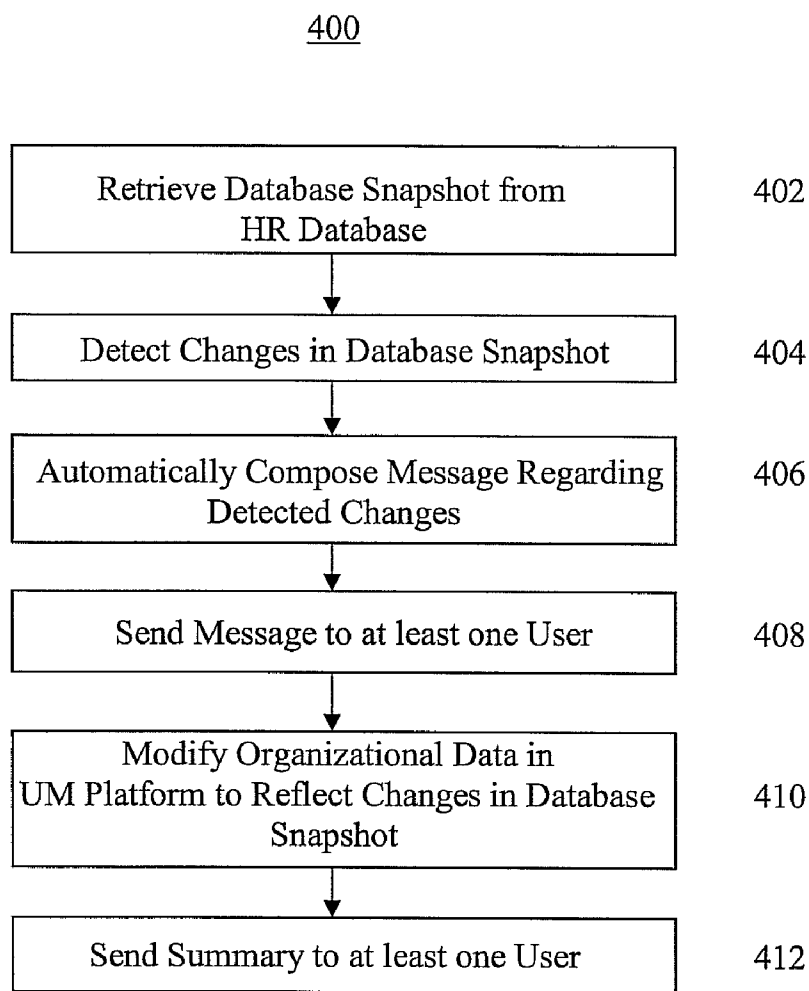 400
Retrieve Database Snapshot from
HR Database
402
Detect Changes in Database Snapshot
404
Automatically Compose Message Regarding
Detected Changes
406
Send Message to at least one User
408
Modify Organizational Data in
UM Platform to Reflect Changes in Database
Snapshot
410
Send Summary to at least one User
412